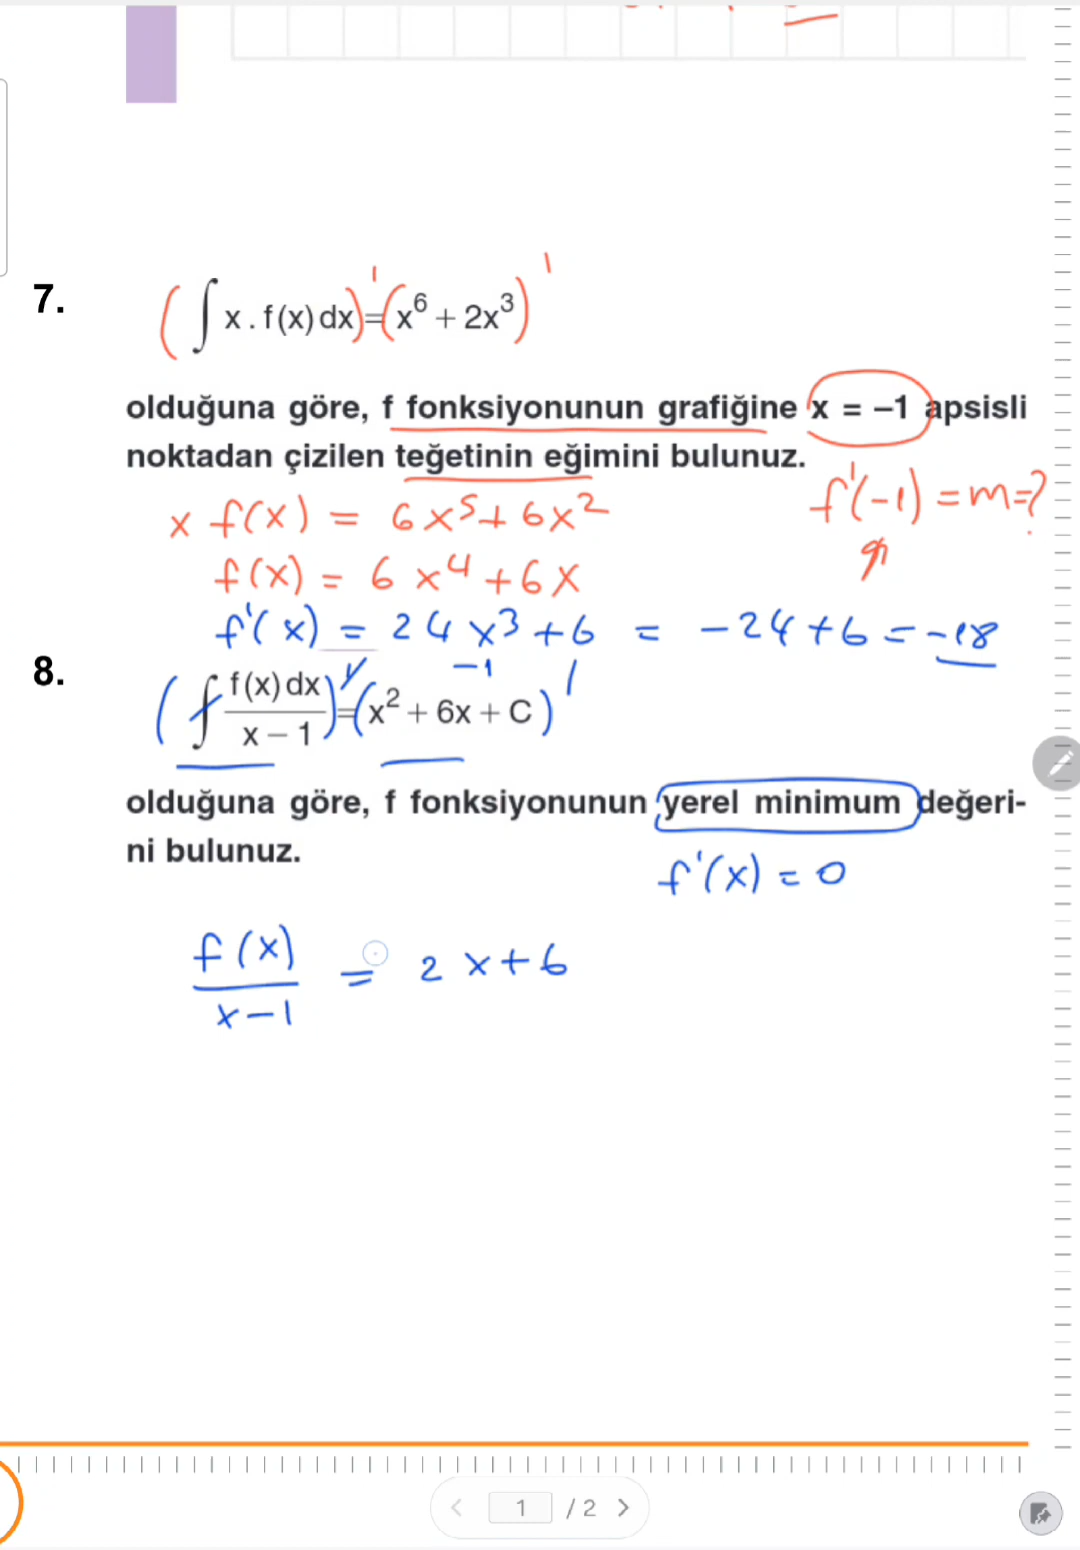 7.
(∫ x . f(x) dx)' = (x⁶ + 2x³)'
olduğuna göre, f fonksiyonunun grafiğine x = –1 apsisli
noktadan çizilen teğetinin eğimini bulunuz.
f'(-1) = m = ?
x f(x) = 6x⁵ + 6x²
f(x) = 6x⁴ + 6x
f'(x) = 24x³ + 6 = -24 + 6 = -18
-1
8.
(∫ f(x) dx / x – 1)' = (x² + 6x + C)'
olduğuna göre, f fonksiyonunun yerel minimum değeri-
ni bulunuz.
f'(x) = 0
f(x) / x-1 = 2x+6
1 / 2